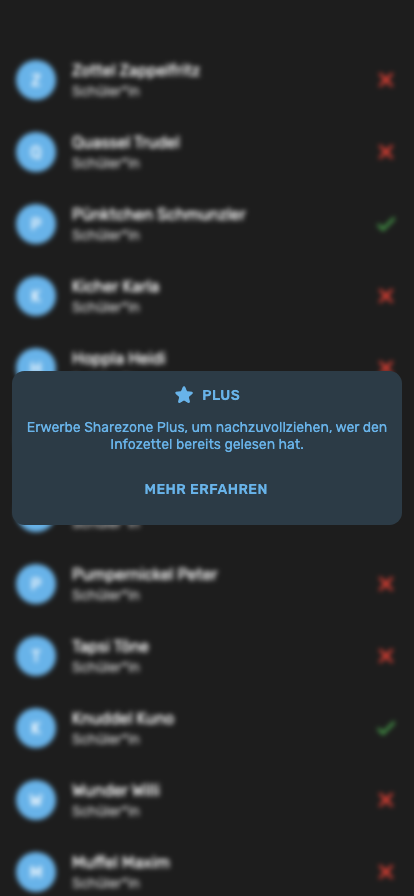 Z
Zottel Zappelfritz
Schüler*in
Q
Quassel Trudel
Schüler*in
P
Pünktchen Schmunzler
Schüler*in
K
Kicher Karla
Schüler*in
Hoppla Heidi
PLUS
Erwerbe Sharezone Plus, um nachzuvollziehen, wer den
Infozettel bereits gelesen hat.
MEHR ERFAHREN
P
Pumpernickel Peter
Schüler*in
T
Tapsi Töne
Schüler*in
K
Knuddel Kuno
Schüler*in
W
Wunder Willi
Schüler*in
M
Muffel Maxim
Schüler*in